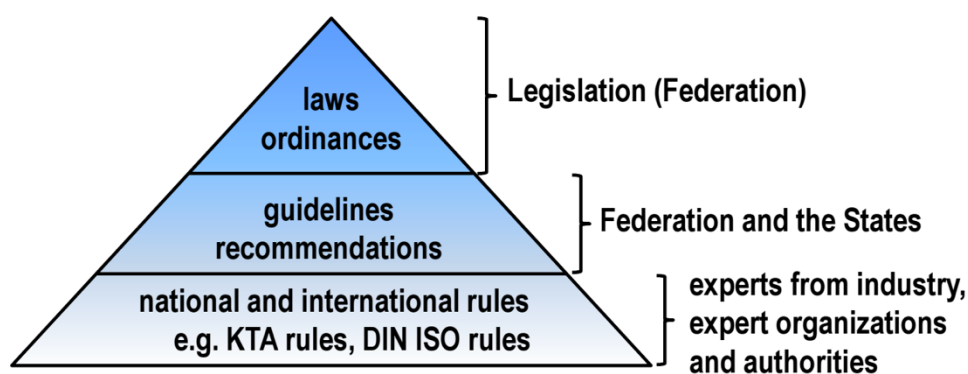 laws
ordinances
Legislation (Federation)
guidelines
recommendations
Federation and the States
national and international rules
e.g. KTA rules, DIN ISO rules
experts from industry,
expert organizations
and authorities